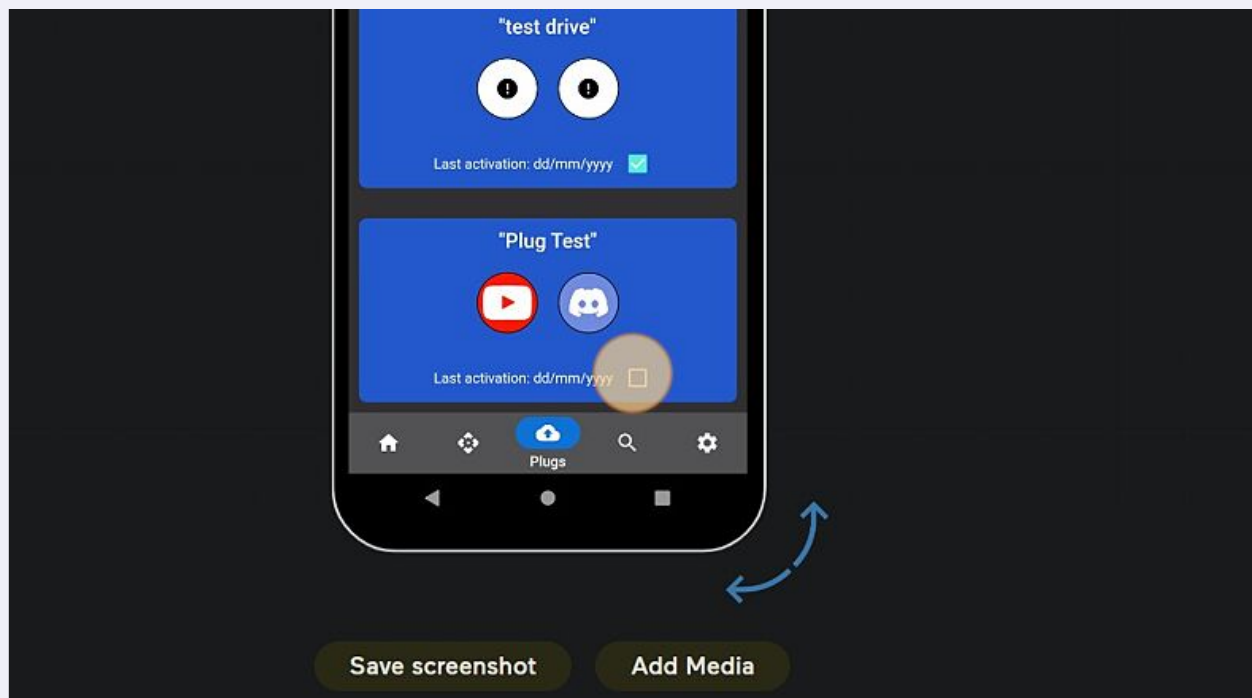 "test drive"
Last activation: dd/mm/yyyy
"Plug Test"
Last activation: dd/mm/yyyy
Plugs
Save screenshot
Add Media